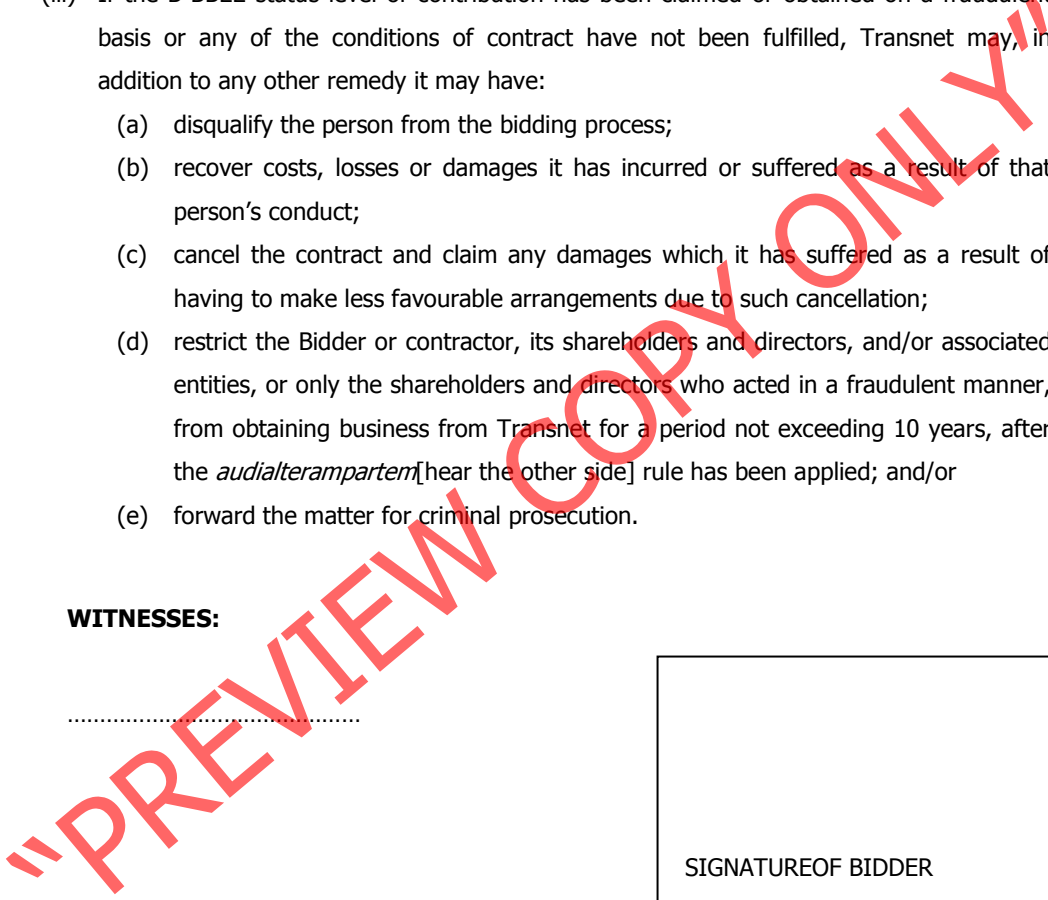 (iii) If the B-BBEE status level of contribution has been claimed or obtained on a fraudulent
basis or any of the conditions of contract have not been fulfilled, Transnet may, in
addition to any other remedy it may have:
(a) disqualify the person from the bidding process;
(b) recover costs, losses or damages it has incurred or suffered as a result of that
person's conduct;
(c) cancel the contract and claim any damages which it has suffered as a result of
having to make less favourable arrangements due to such cancellation;
(d) restrict the Bidder or contractor, its shareholders and directors, and/or associated
entities, or only the shareholders and directors who acted in a fraudulent manner,
from obtaining business from Transnet for a period not exceeding 10 years, after
the audialterampartem[hear the other side] rule has been applied; and/or
(e) forward the matter for criminal prosecution.
WITNESSES:
..............................................
SIGNATUREOF BIDDER
"PREVIEW COPY ONLY"